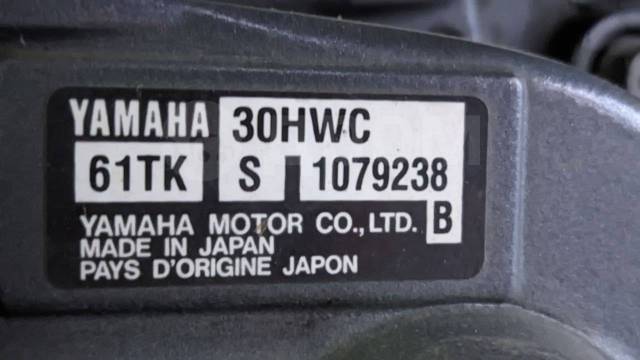 YAMAHA 30HWC
61TK S 1079238
YAMAHA MOTOR CO.,LTD. B
MADE IN JAPAN
PAYS D'ORIGINE JAPON